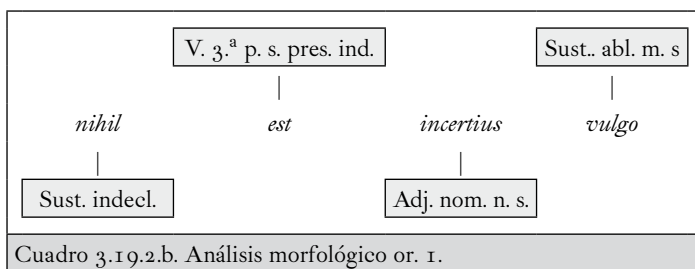 V. 3.ª p. s. pres. ind. Sust.. abl. m. s
nihil est incertius vulgo
Sust. indecl. Adj. nom. n. s.
Cuadro 3.19.2.b. Análisis morfológico or. 1.